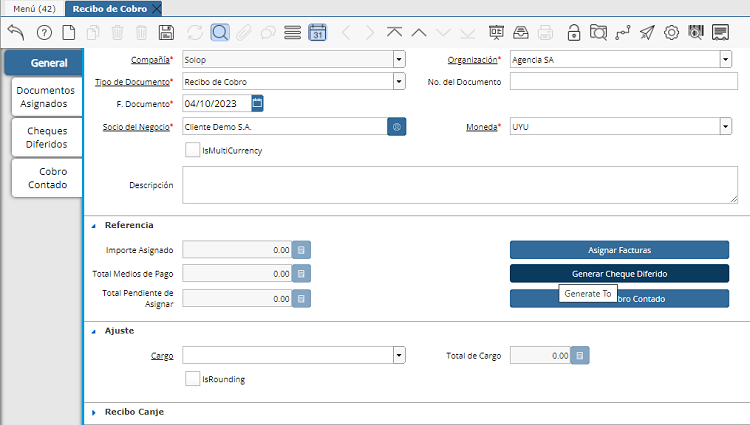 Menú (42) Recibo de Cobro
31
General
Documentos
Asignados
Cheques
Diferidos
Cobro
Contado
Compañía* Solop Organización* Agencia SA
Tipo de Documento* Recibo de Cobro No. del Documento
F. Documento* 04/10/2023
Socio del Negocio* Cliente Demo S.A. Moneda* UYU
IsMultiCurrency
Descripción
Referencia
Importe Asignado 0.00 Asignar Facturas
Total Medios de Pago 0.00 Generar Cheque Diferido
Total Pendiente de
Asignar 0.00 Generate To Contado
Ajuste
Cargo Total de Cargo 0.00
IsRounding
Recibo Canje